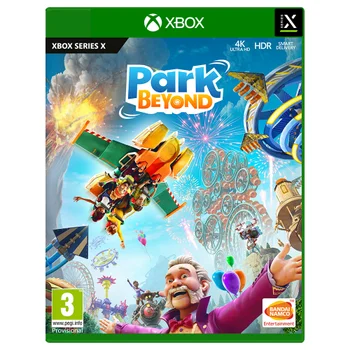 XBOX
XBOX SERIES X
4K
ULTRA HD
HDR
SMART
DELIVERY
Park
BEYOND
3
www.pegi.info
Provisional
BANDAI
NAMCO
Entertainment